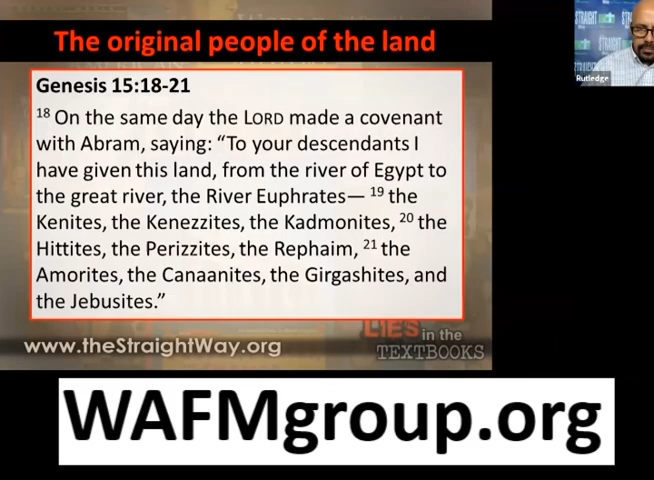 The original people of the land
Genesis 15:18-21
18 On the same day the LORD made a covenant
with Abram, saying: “To your descendants I
have given this land, from the river of Egypt to
the great river, the River Euphrates— 19 the
Kenites, the Kenezzites, the Kadmonites, 20 the
Hittites, the Perizzites, the Rephaim, 21 the
Amorites, the Canaanites, the Girgashites, and
the Jebusites.”
LIES in the
TEXTBOOKS
www.theStraightWay.org
WAFMgroup.org
STRAIGHT
Rutledge